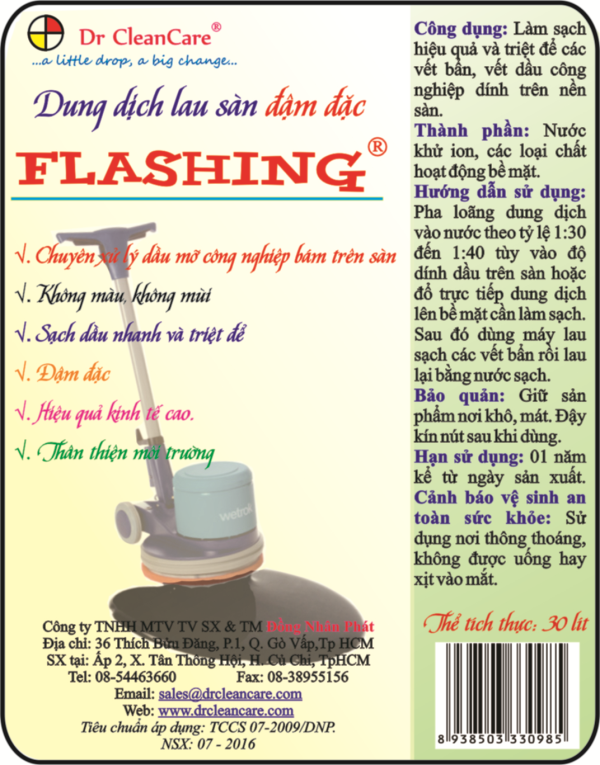 Dr CleanCare®
...a little drop, a big change...
Dung dịch lau sàn đậm đặc
FLASHING®
√. Chuyên xử lý dầu mỡ công nghiệp bám trên sàn
√. Không màu, không mùi
√. Sạch dầu nhanh và triệt để
√. Đậm đặc
√. Hiệu quả kinh tế cao.
√. Thân thiện môi trường
wetrok
Công ty TNHH MTV TV SX & TM Hồng Nhân Phát
Địa chỉ: 36 Thích Bửu Đăng, P.1, Q. Gò Vấp,Tp HCM
SX tại: Ấp 2, X. Tân Thông Hội, H. Củ Chi, TpHCM
Tel: 08-54463660 Fax: 08-38955156
Email: sales@drcleancare.com
Web: www.drcleancare.com
Tiêu chuẩn áp dụng: TCCS 07-2009/DNP.
NSX: 07 - 2016
Công dụng: Làm sạch
hiệu quả và triệt để các
vết bẩn, vết dầu công
nghiệp dính trên nền
sàn.
Thành phần: Nước
khử ion, các loại chất
hoạt động bề mặt.
Hướng dẫn sử dụng:
Pha loãng dung dịch
vào nước theo tỷ lệ 1:30
đến 1:40 tùy vào độ
dính dầu trên sàn hoặc
đổ trực tiếp dung dịch
lên bề mặt cần làm sạch.
Sau đó dùng máy lau
sạch các vết bẩn rồi lau
lại bằng nước sạch.
Bảo quản: Giữ sản
phẩm nơi khô, mát. Đậy
kín nút sau khi dùng.
Hạn sử dụng: 01 năm
kể từ ngày sản xuất.
Cảnh báo vệ sinh an
toàn sức khỏe: Sử
dụng nơi thông thoáng,
không được uống hay
xịt vào mắt.
Thể tích thực: 30 lít
8 938503 330985